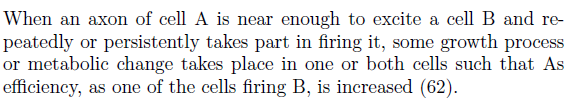 When an axon of cell A is near enough to excite a cell B and re-
peatedly or persistently takes part in firing it, some growth process
or metabolic change takes place in one or both cells such that As
efficiency, as one of the cells firing B, is increased (62).